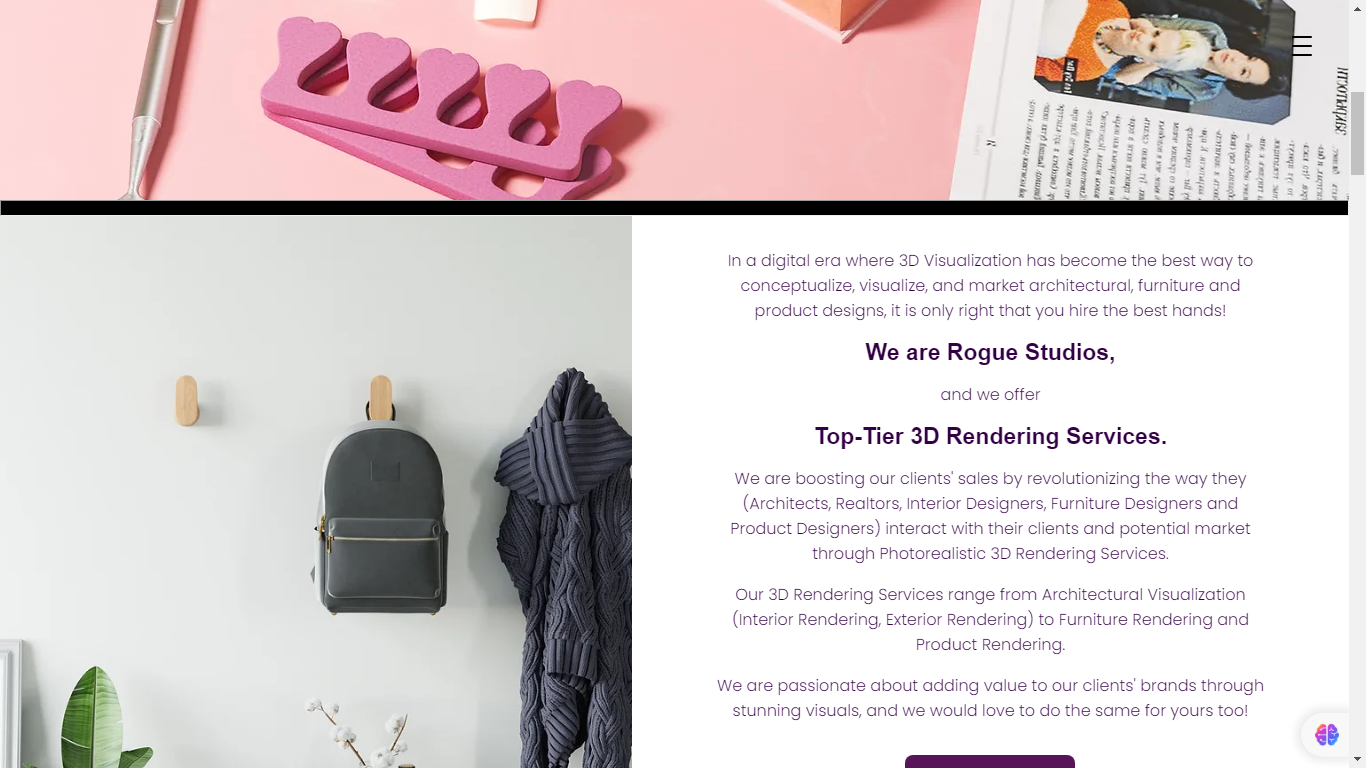 In a digital era where 3D Visualization has become the best way to
conceptualize, visualize, and market architectural, furniture and
product designs, it is only right that you hire the best hands!
We are Rogue Studios,
and we offer
Top-Tier 3D Rendering Services.
We are boosting our clients' sales by revolutionizing the way they
(Architects, Realtors, Interior Designers, Furniture Designers and
Product Designers) interact with their clients and potential market
through Photorealistic 3D Rendering Services.
Our 3D Rendering Services range from Architectural Visualization
(Interior Rendering, Exterior Rendering) to Furniture Rendering and
Product Rendering.
We are passionate about adding value to our clients' brands through
stunning visuals, and we would love to do the same for yours too!